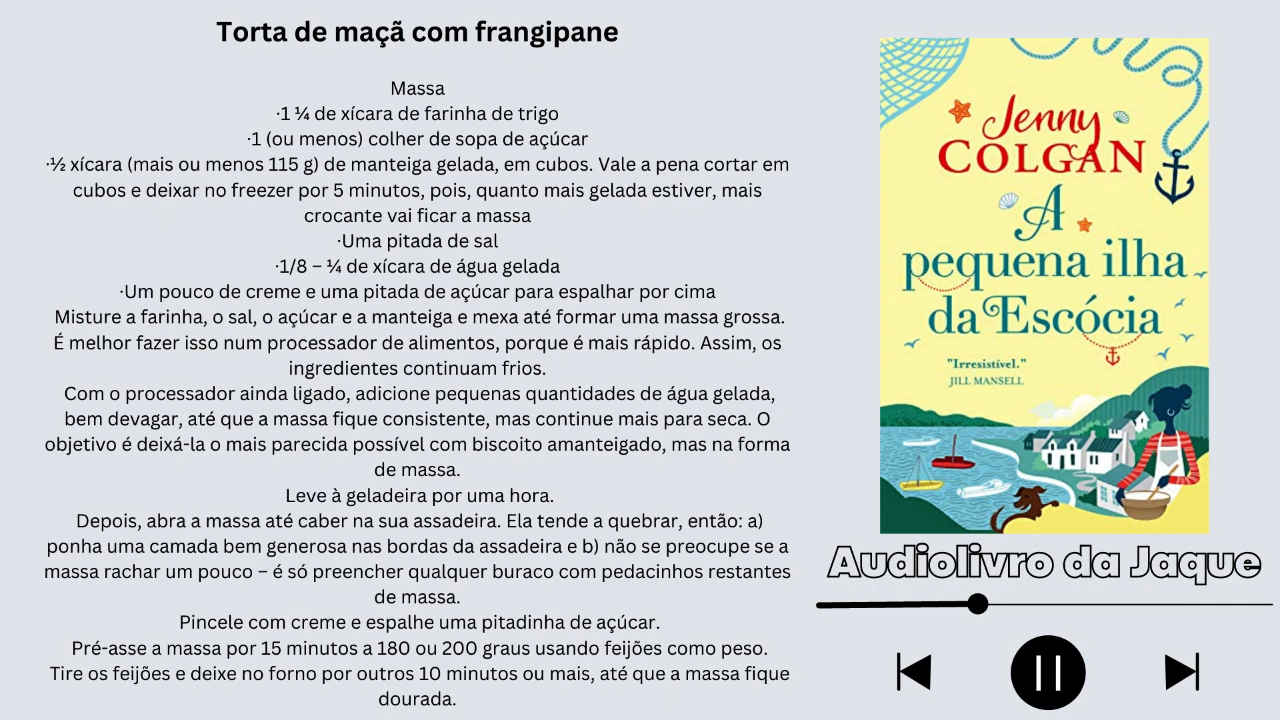 Torta de maçã com frangipane
Massa
·1 ¼ de xícara de farinha de trigo
·1 (ou menos) colher de sopa de açúcar
·½ xícara (mais ou menos 115 g) de manteiga gelada, em cubos. Vale a pena cortar em
cubos e deixar no freezer por 5 minutos, pois, quanto mais gelada estiver, mais
crocante vai ficar a massa
·Uma pitada de sal
·1/8 – ¼ de xícara de água gelada
·Um pouco de creme e uma pitada de açúcar para espalhar por cima
Misture a farinha, o sal, o açúcar e a manteiga e mexa até formar uma massa grossa.
É melhor fazer isso num processador de alimentos, porque é mais rápido. Assim, os
ingredientes continuam frios.
Com o processador ainda ligado, adicione pequenas quantidades de água gelada,
bem devagar, até que a massa fique consistente, mas continue mais para seca. O
objetivo é deixá-la o mais parecida possível com biscoito amanteigado, mas na forma
de massa.
Leve à geladeira por uma hora.
Depois, abra a massa até caber na sua assadeira. Ela tende a quebrar, então: a)
ponha uma camada bem generosa nas bordas da assadeira e b) não se preocupe se a
massa rachar um pouco – é só preencher qualquer buraco com pedacinhos restantes
de massa.
Pincele com creme e espalhe uma pitadinha de açúcar.
Pré-asse a massa por 15 minutos a 180 ou 200 graus usando feijões como peso.
Tire os feijões e deixe no forno por outros 10 minutos ou mais, até que a massa fique
dourada.
Jenny
COLGAN
A
pequena ilha
da Escócia
"Irresistível."
JILL MANSELL
Audiolivro da Jaque